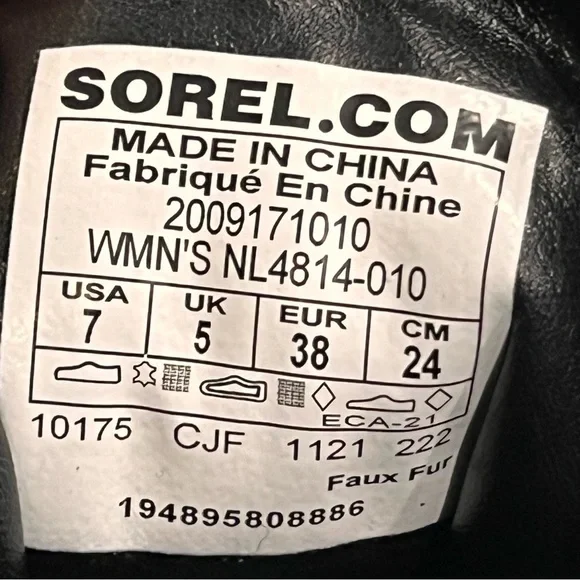 SOREL.COM
MADE IN CHINA
Fabriqué En Chine
2009171010
WMN'S NL4814-010
USA UK EUR CM
7 5 38 24
ECA-21
10175 CJF 1121 222
Faux Fur
194895808886